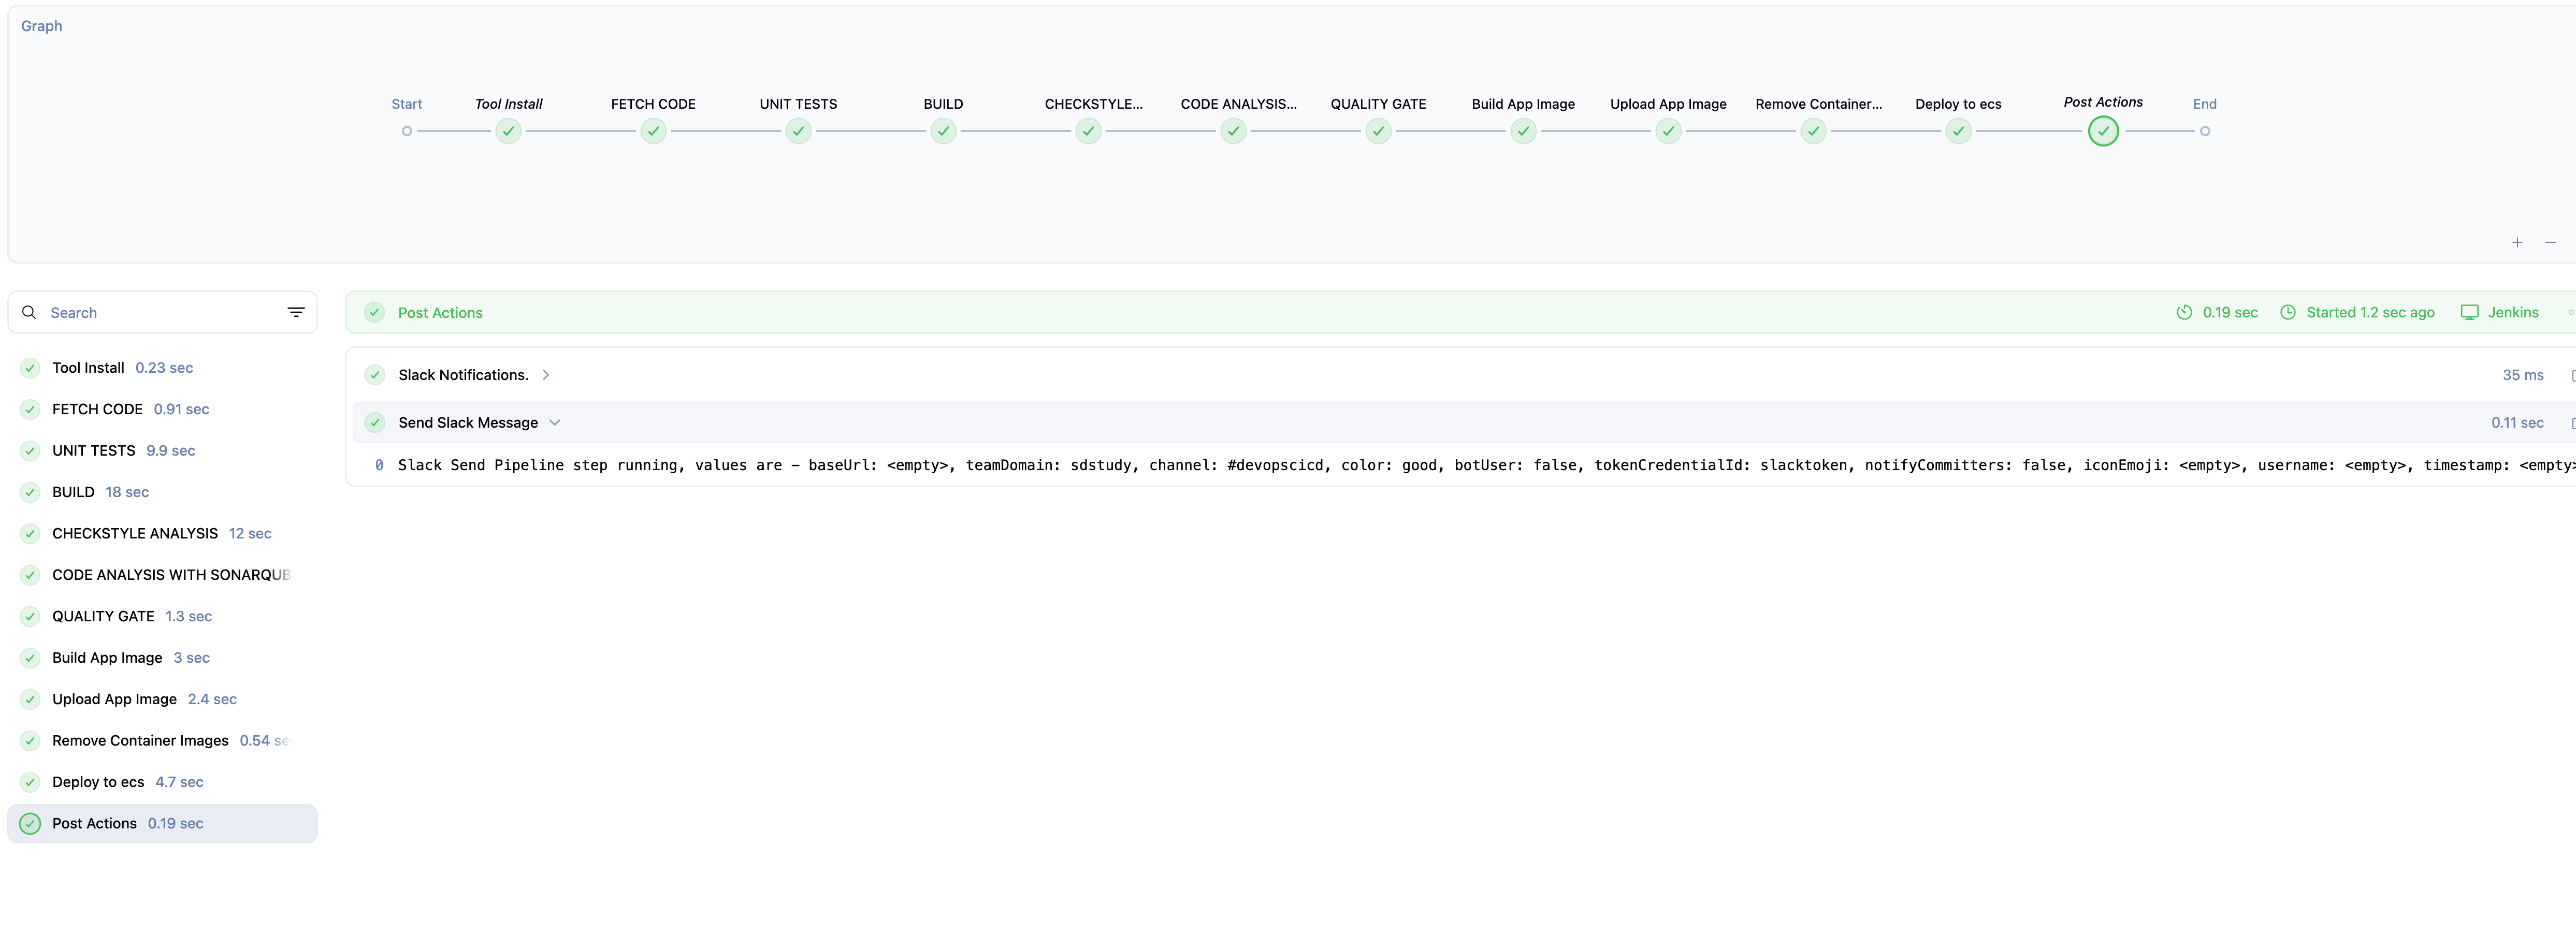 Graph
Start
Tool Install
FETCH CODE
UNIT TESTS
BUILD
CHECKSTYLE...
CODE ANALYSIS...
QUALITY GATE
Build App Image
Upload App Image
Remove Container...
Deploy to ecs
Post Actions
End
Search
Tool Install 0.23 sec
FETCH CODE 0.91 sec
UNIT TESTS 9.9 sec
BUILD 18 sec
CHECKSTYLE ANALYSIS 12 sec
CODE ANALYSIS WITH SONARQUB
QUALITY GATE 1.3 sec
Build App Image 3 sec
Upload App Image 2.4 sec
Remove Container Images 0.54 se
Deploy to ecs 4.7 sec
Post Actions 0.19 sec
Post Actions 0.19 sec Started 1.2 sec ago Jenkins
Slack Notifications. 35 ms
Send Slack Message 0.11 sec
0 Slack Send Pipeline step running, values are – baseUrl: <empty>, teamDomain: sdstudy, channel: #devopscicd, color: good, botUser: false, tokenCredentialId: slacktoken, notifyCommitters: false, iconEmoji: <empty>, username: <empty>, timestamp: <empty>